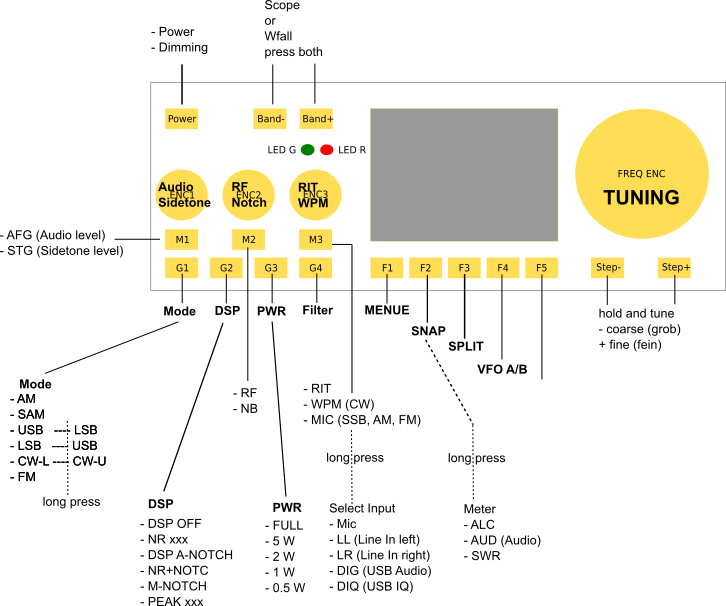 Scope
or
Wfall
press both
- Power
- Dimming
Power
Band-
Band+
LED G
LED R
Audio
Sidetone
ENC1
RF
Notch
ENC2
RIT
WPM
ENC3
FREQ ENC
TUNING
- AFG (Audio level)
- STG (Sidetone level)
M1
M2
M3
G1
G2
G3
G4
F1
F2
F3
F4
F5
Step-
Step+
Mode
DSP
PWR
Filter
MENUE
SNAP
SPLIT
VFO A/B
hold and tune
- coarse (grob)
+ fine (fein)
Mode
- AM
- SAM
- USB ---- LSB
- LSB ---- USB
- CW-L ---- CW-U
- FM
long press
- RF
- NB
- RIT
- WPM (CW)
- MIC (SSB, AM, FM)
long press
long press
DSP
- DSP OFF
- NR xxx
- DSP A-NOTCH
- NR+NOTC
- M-NOTCH
- PEAK xxx
PWR
- FULL
- 5 W
- 2 W
- 1 W
- 0.5 W
Select Input
- Mic
- LL (Line In left)
- LR (Line In right)
- DIG (USB Audio)
- DIQ (USB IQ)
Meter
- ALC
- AUD (Audio)
- SWR